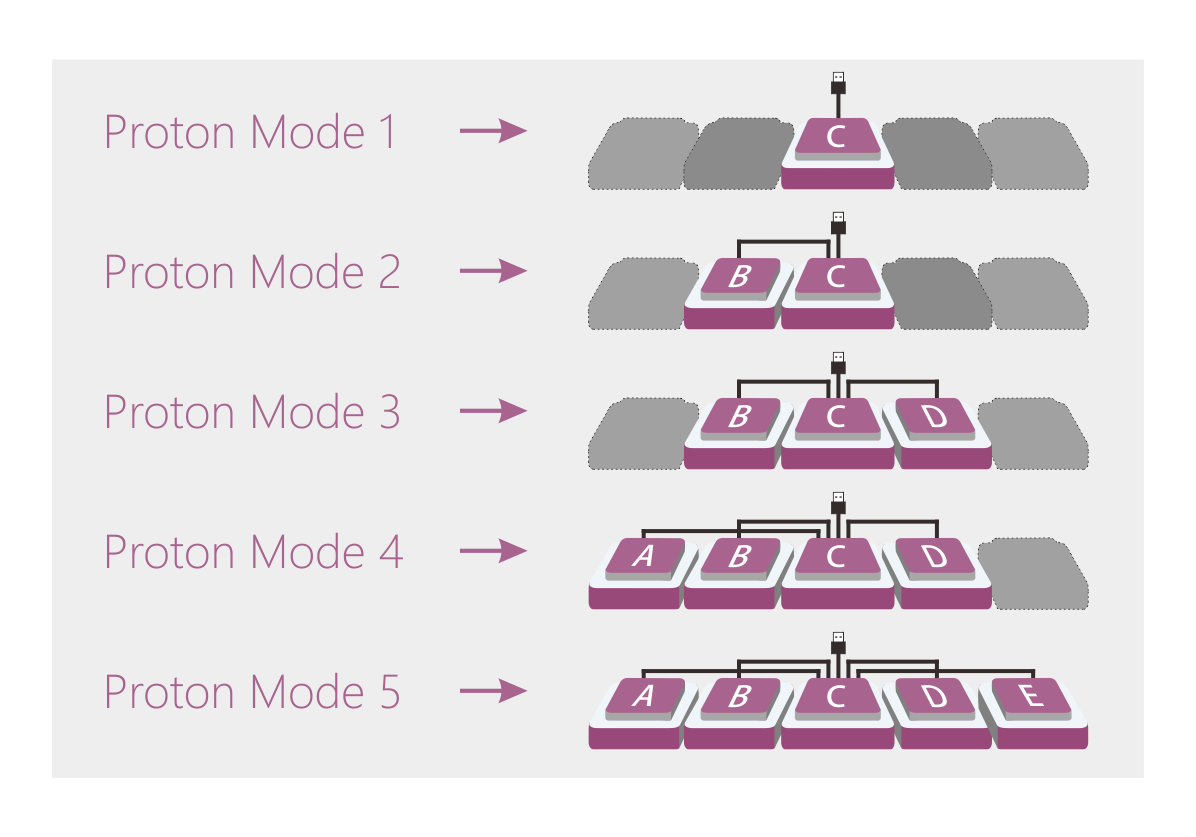 Proton Mode 1
C
Proton Mode 2
B C
Proton Mode 3
B C D
Proton Mode 4
A B C D
Proton Mode 5
A B C D E